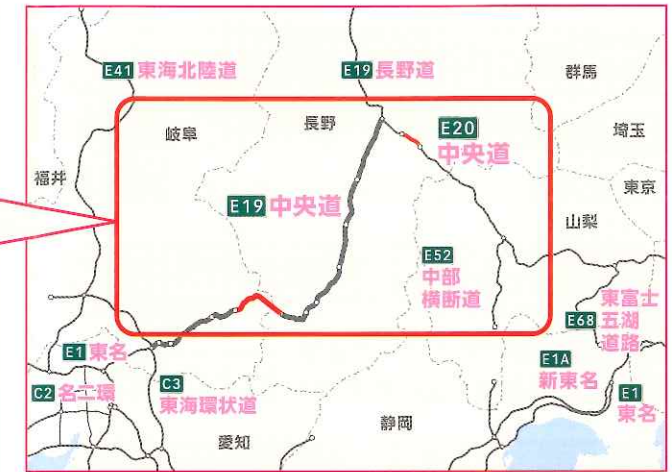 E41 東海北陸道
E19 長野道
群馬
岐阜
長野
E20
中央道
埼玉
福井
E19 中央道
東京
山梨
E52
中部
横断道
東富士
E68 五湖
道路
E1 東名
E1A
新東名
C2 名二環
C3
東海環状道
E1
東名
静岡
愛知